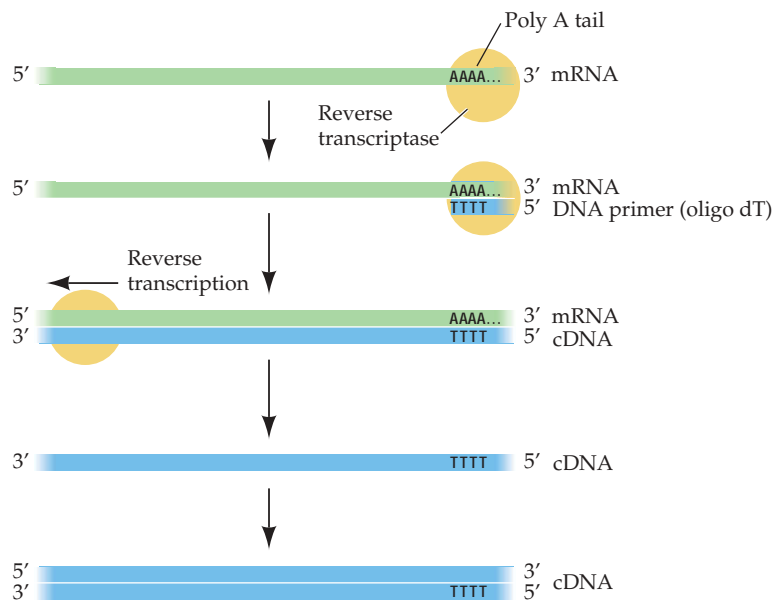 Poly A tail
5′ AAAA... 3′ mRNA
Reverse
transcriptase
5′ AAAA... 3′ mRNA
TTTT 5′ DNA primer (oligo dT)
Reverse
transcription
5′ AAAA... 3′ mRNA
3′ TTTT 5′ cDNA
3′ TTTT 5′ cDNA
5′ 3′
cDNA
3′ TTTT 5′